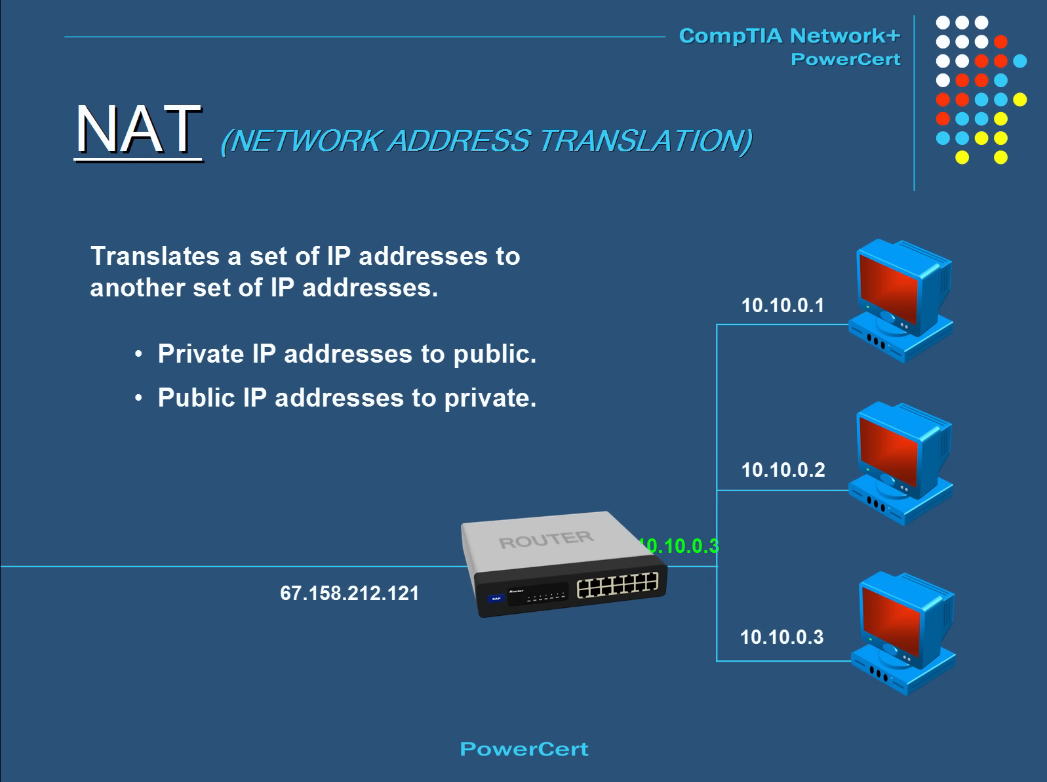 CompTIA Network+
PowerCert
NAT (NETWORK ADDRESS TRANSLATION)
Translates a set of IP addresses to
another set of IP addresses.
• Private IP addresses to public.
• Public IP addresses to private.
10.10.0.1
10.10.0.2
ROUTER
10.10.0.3
67.158.212.121
10.10.0.3
PowerCert